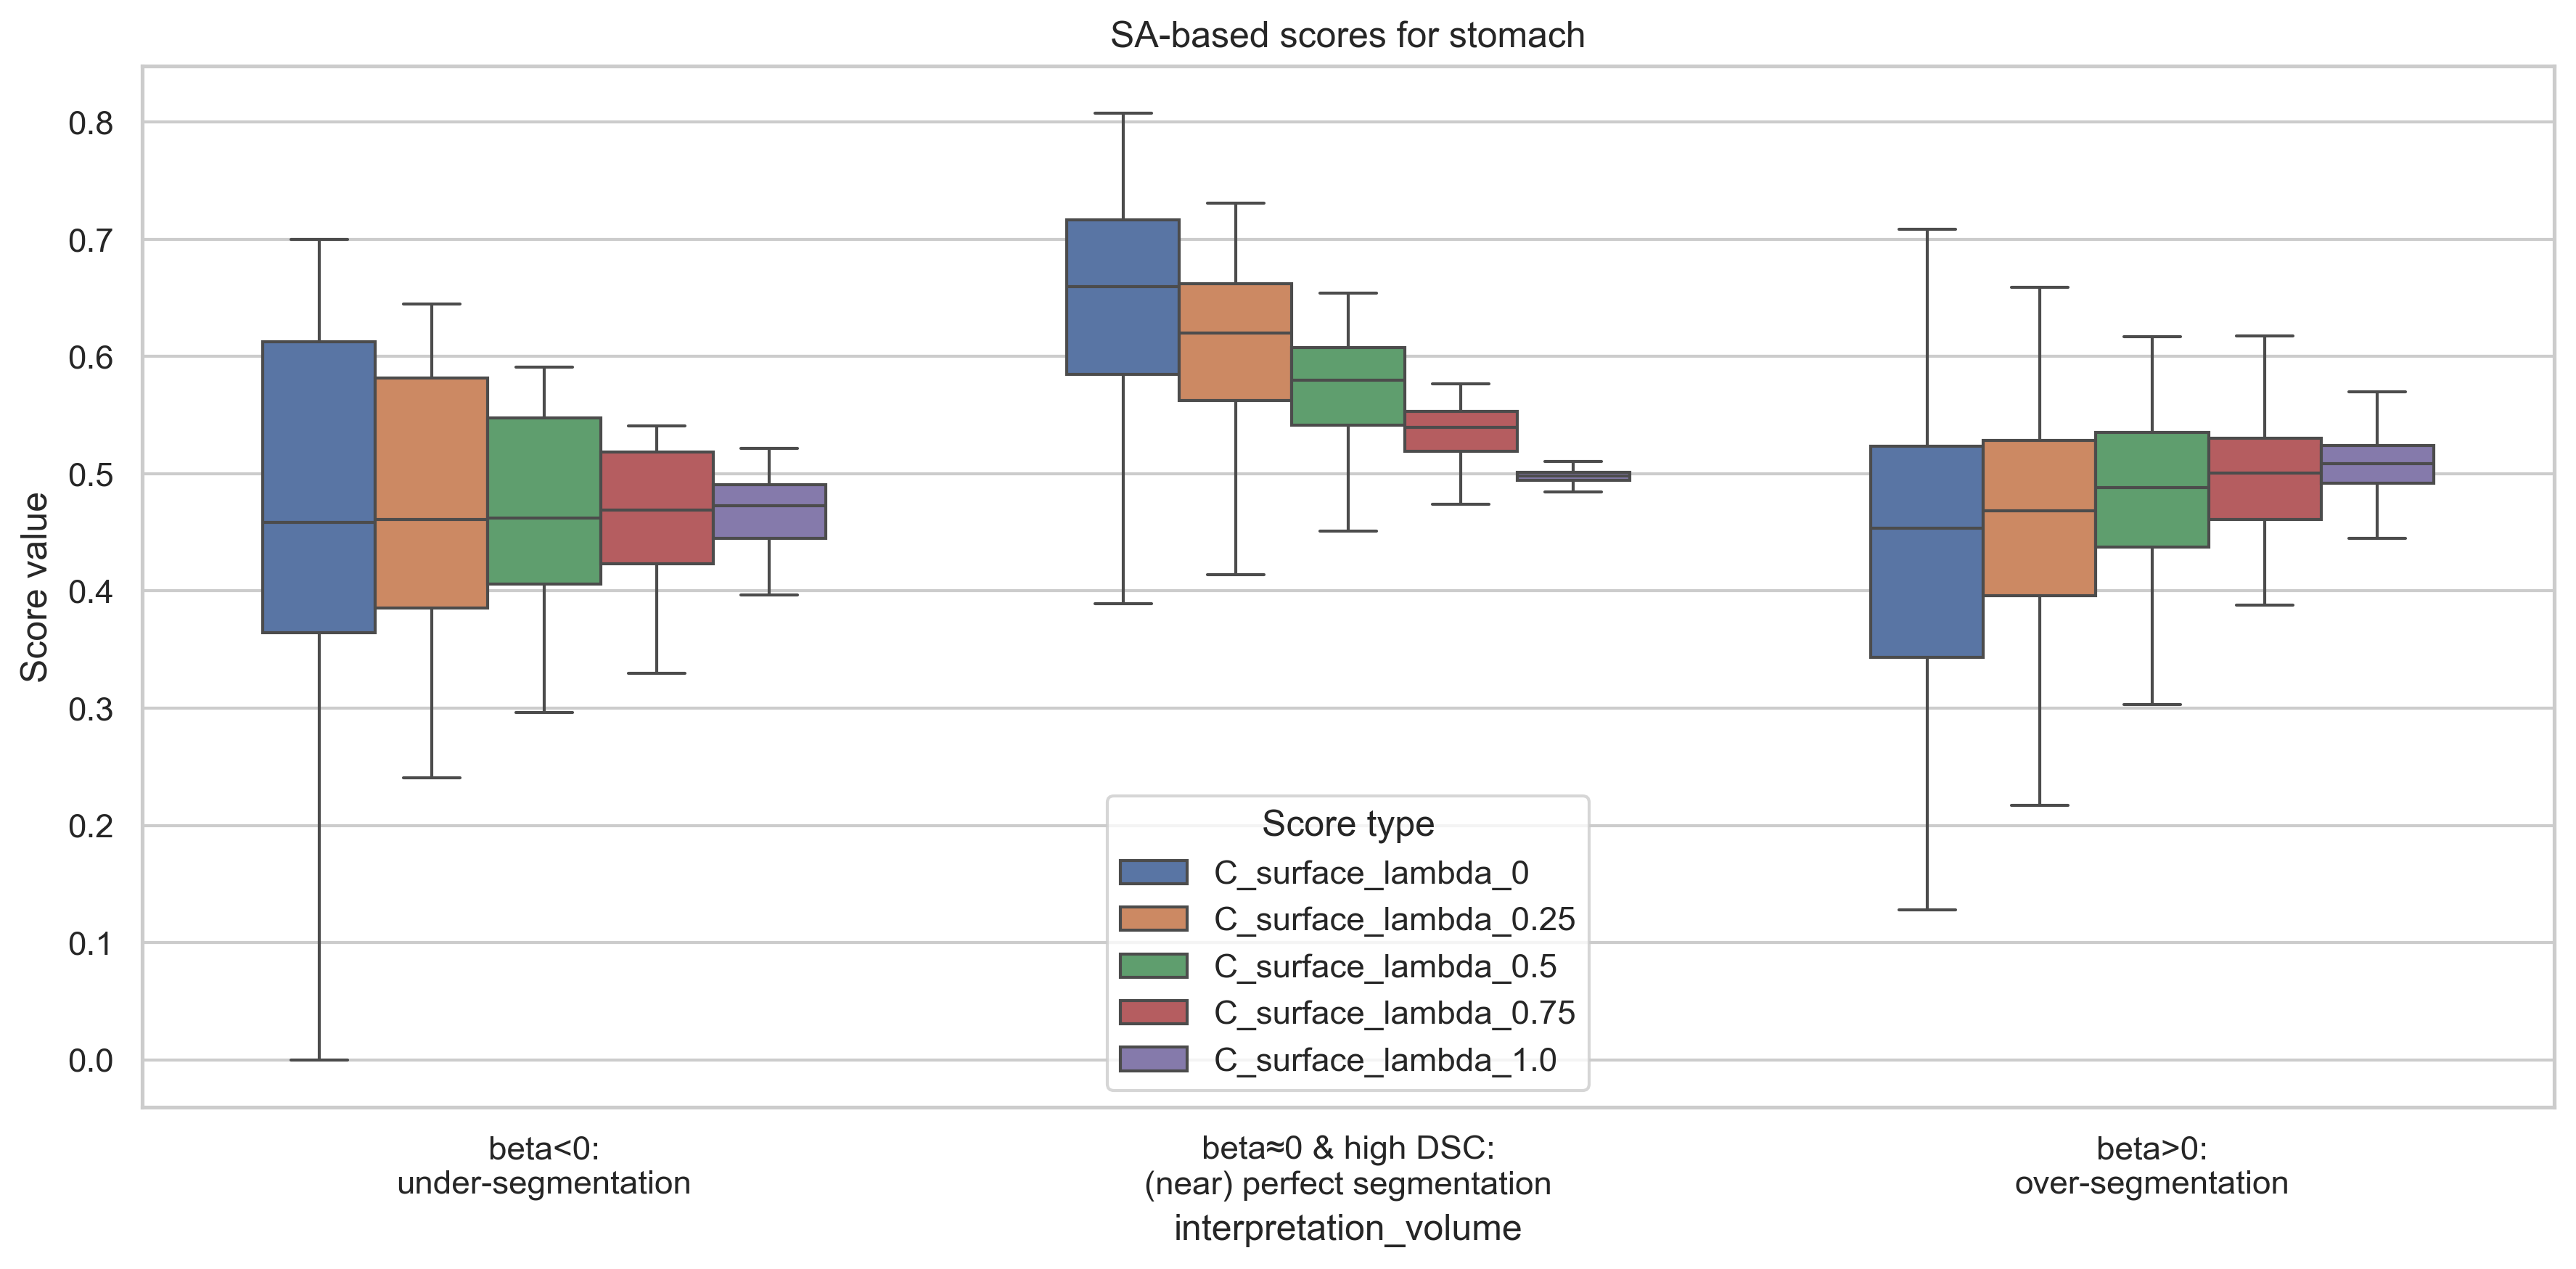 SA-based scores for stomach
Score value
0.8
0.7
0.6
0.5
0.4
0.3
0.2
0.1
0.0
Score type
C_surface_lambda_0
C_surface_lambda_0.25
C_surface_lambda_0.5
C_surface_lambda_0.75
C_surface_lambda_1.0
beta<0:
under-segmentation
beta≈0 & high DSC:
(near) perfect segmentation
beta>0:
over-segmentation
interpretation_volume